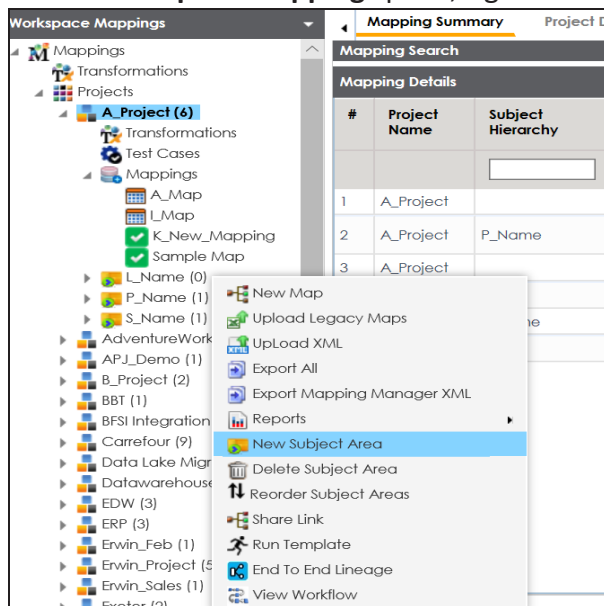 Workspace Mappings
Mappings
Transformations
Projects
A_Project (6)
Transformations
Test Cases
Mappings
A_Map
I_Map
K_New_Mapping
Sample Map
L_Name (0)
P_Name (1)
S_Name (1)
AdventureWork
APJ_Demo (1)
B_Project (2)
BBT (1)
BFSI Integration
Carrefour (9)
Data Lake Migr
Datawarehouse
EDW (3)
ERP (3)
Erwin_Feb (1)
Erwin_Project (5
Erwin_Sales (1)
Mapping Summary Project D
Mapping Search
Mapping Details
# Project Name Subject Hierarchy
1 A_Project
2 A_Project P_Name
3 A_Project
ne
New Map
Upload Legacy Maps
UpLoad XML
Export All
Export Mapping Manager XML
Reports
New Subject Area
Delete Subject Area
Reorder Subject Areas
Share Link
Run Template
End To End Lineage
View Workflow